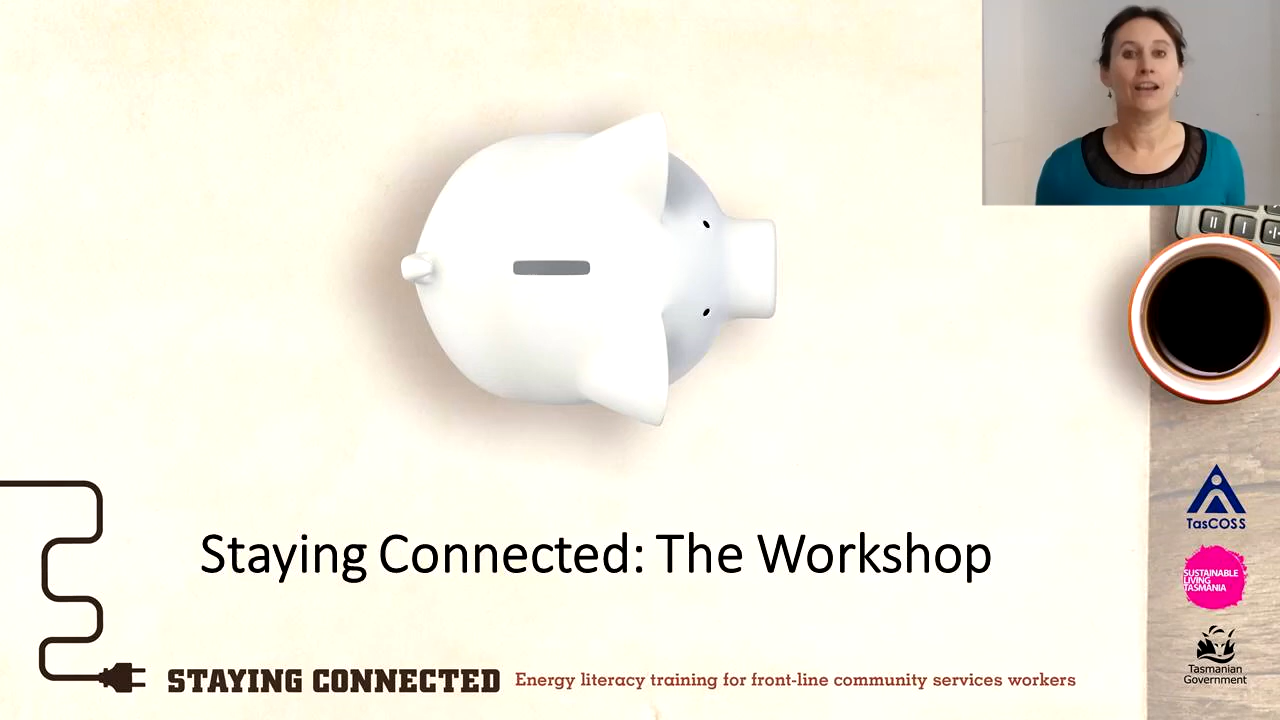 Staying Connected: The Workshop
STAYING CONNECTED Energy literacy training for front-line community services workers
TasCOSS
SUSTAINABLE
LIVING
TASMANIA
Tasmanian
Government